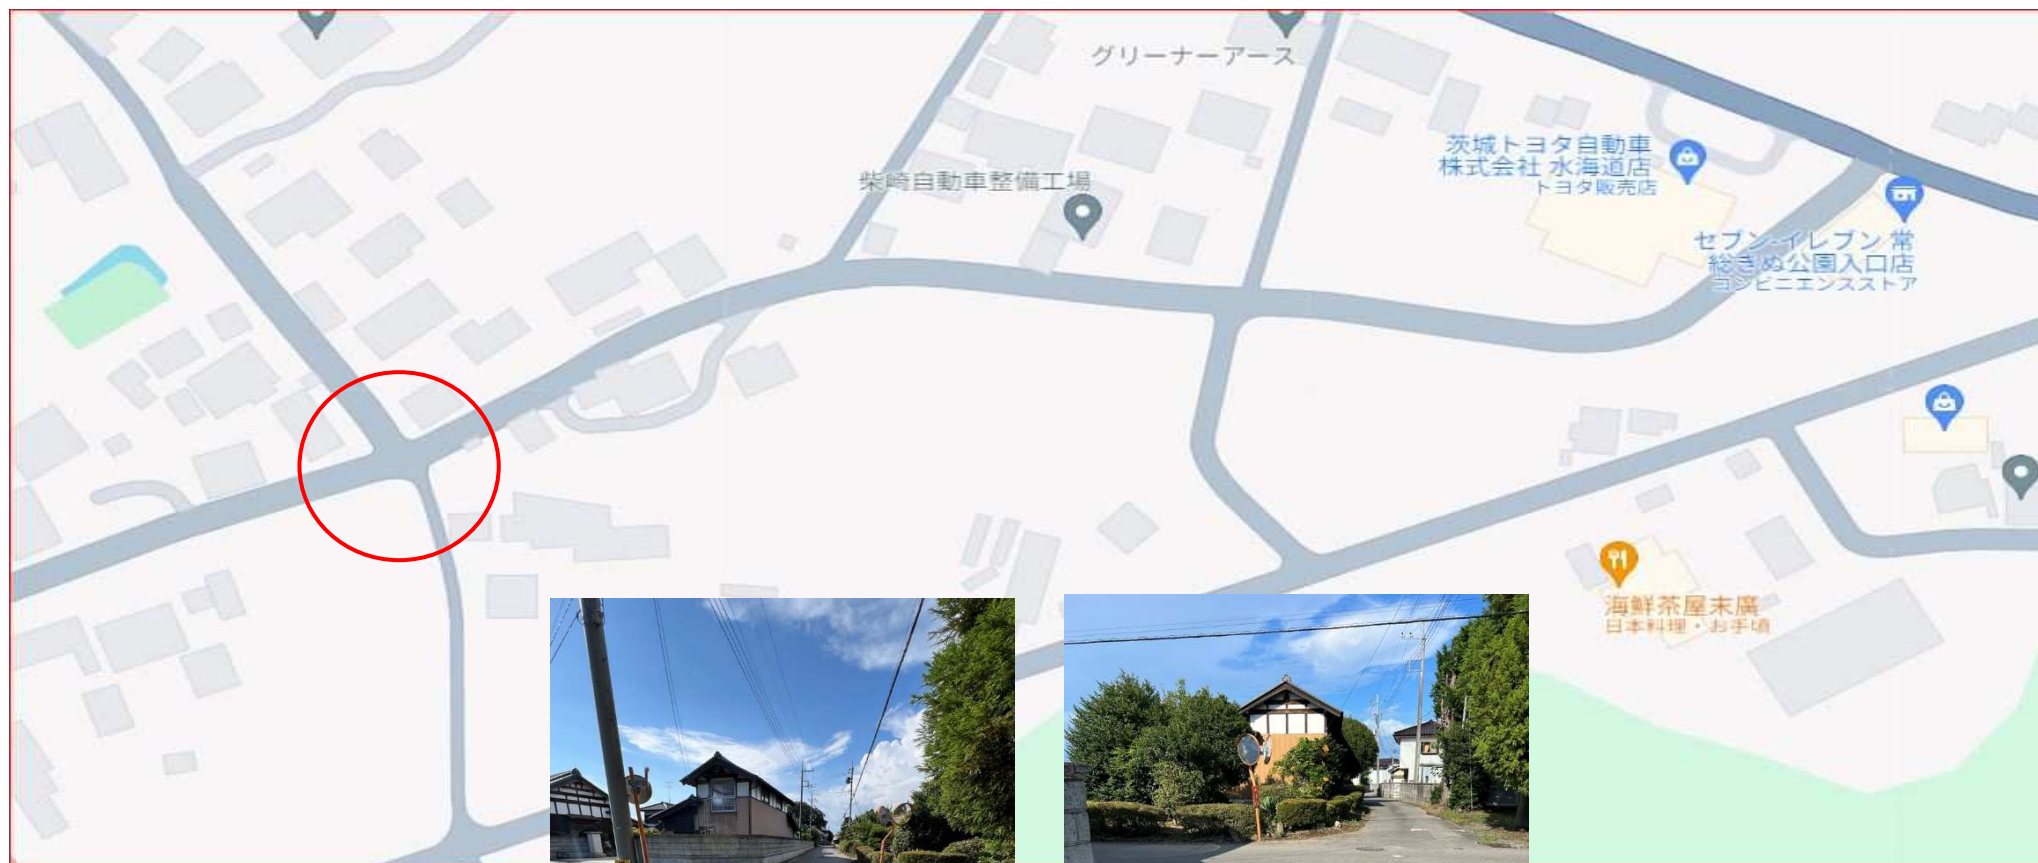 グリーナーアース
茨城トヨタ自動車
株式会社 水海道店
トヨタ販売店
柴崎自動車整備工場
セブン-イレブン 常
総きぬ公園入口店
コンビニエンスストア
海鮮茶屋末廣
日本料理・お手頃